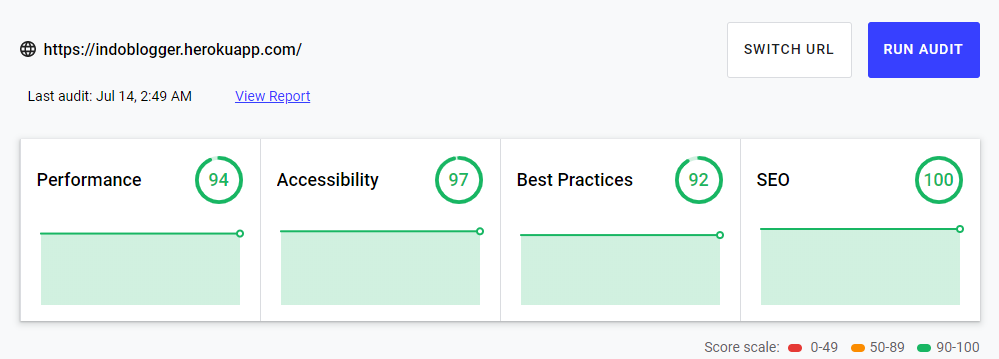 https://indoblogger.herokuapp.com/
SWITCH URL
RUN AUDIT
Last audit: Jul 14, 2:49 AM
View Report
Performance
94
Accessibility
97
Best Practices
92
SEO
100
Score scale: 0-49 50-89 90-100